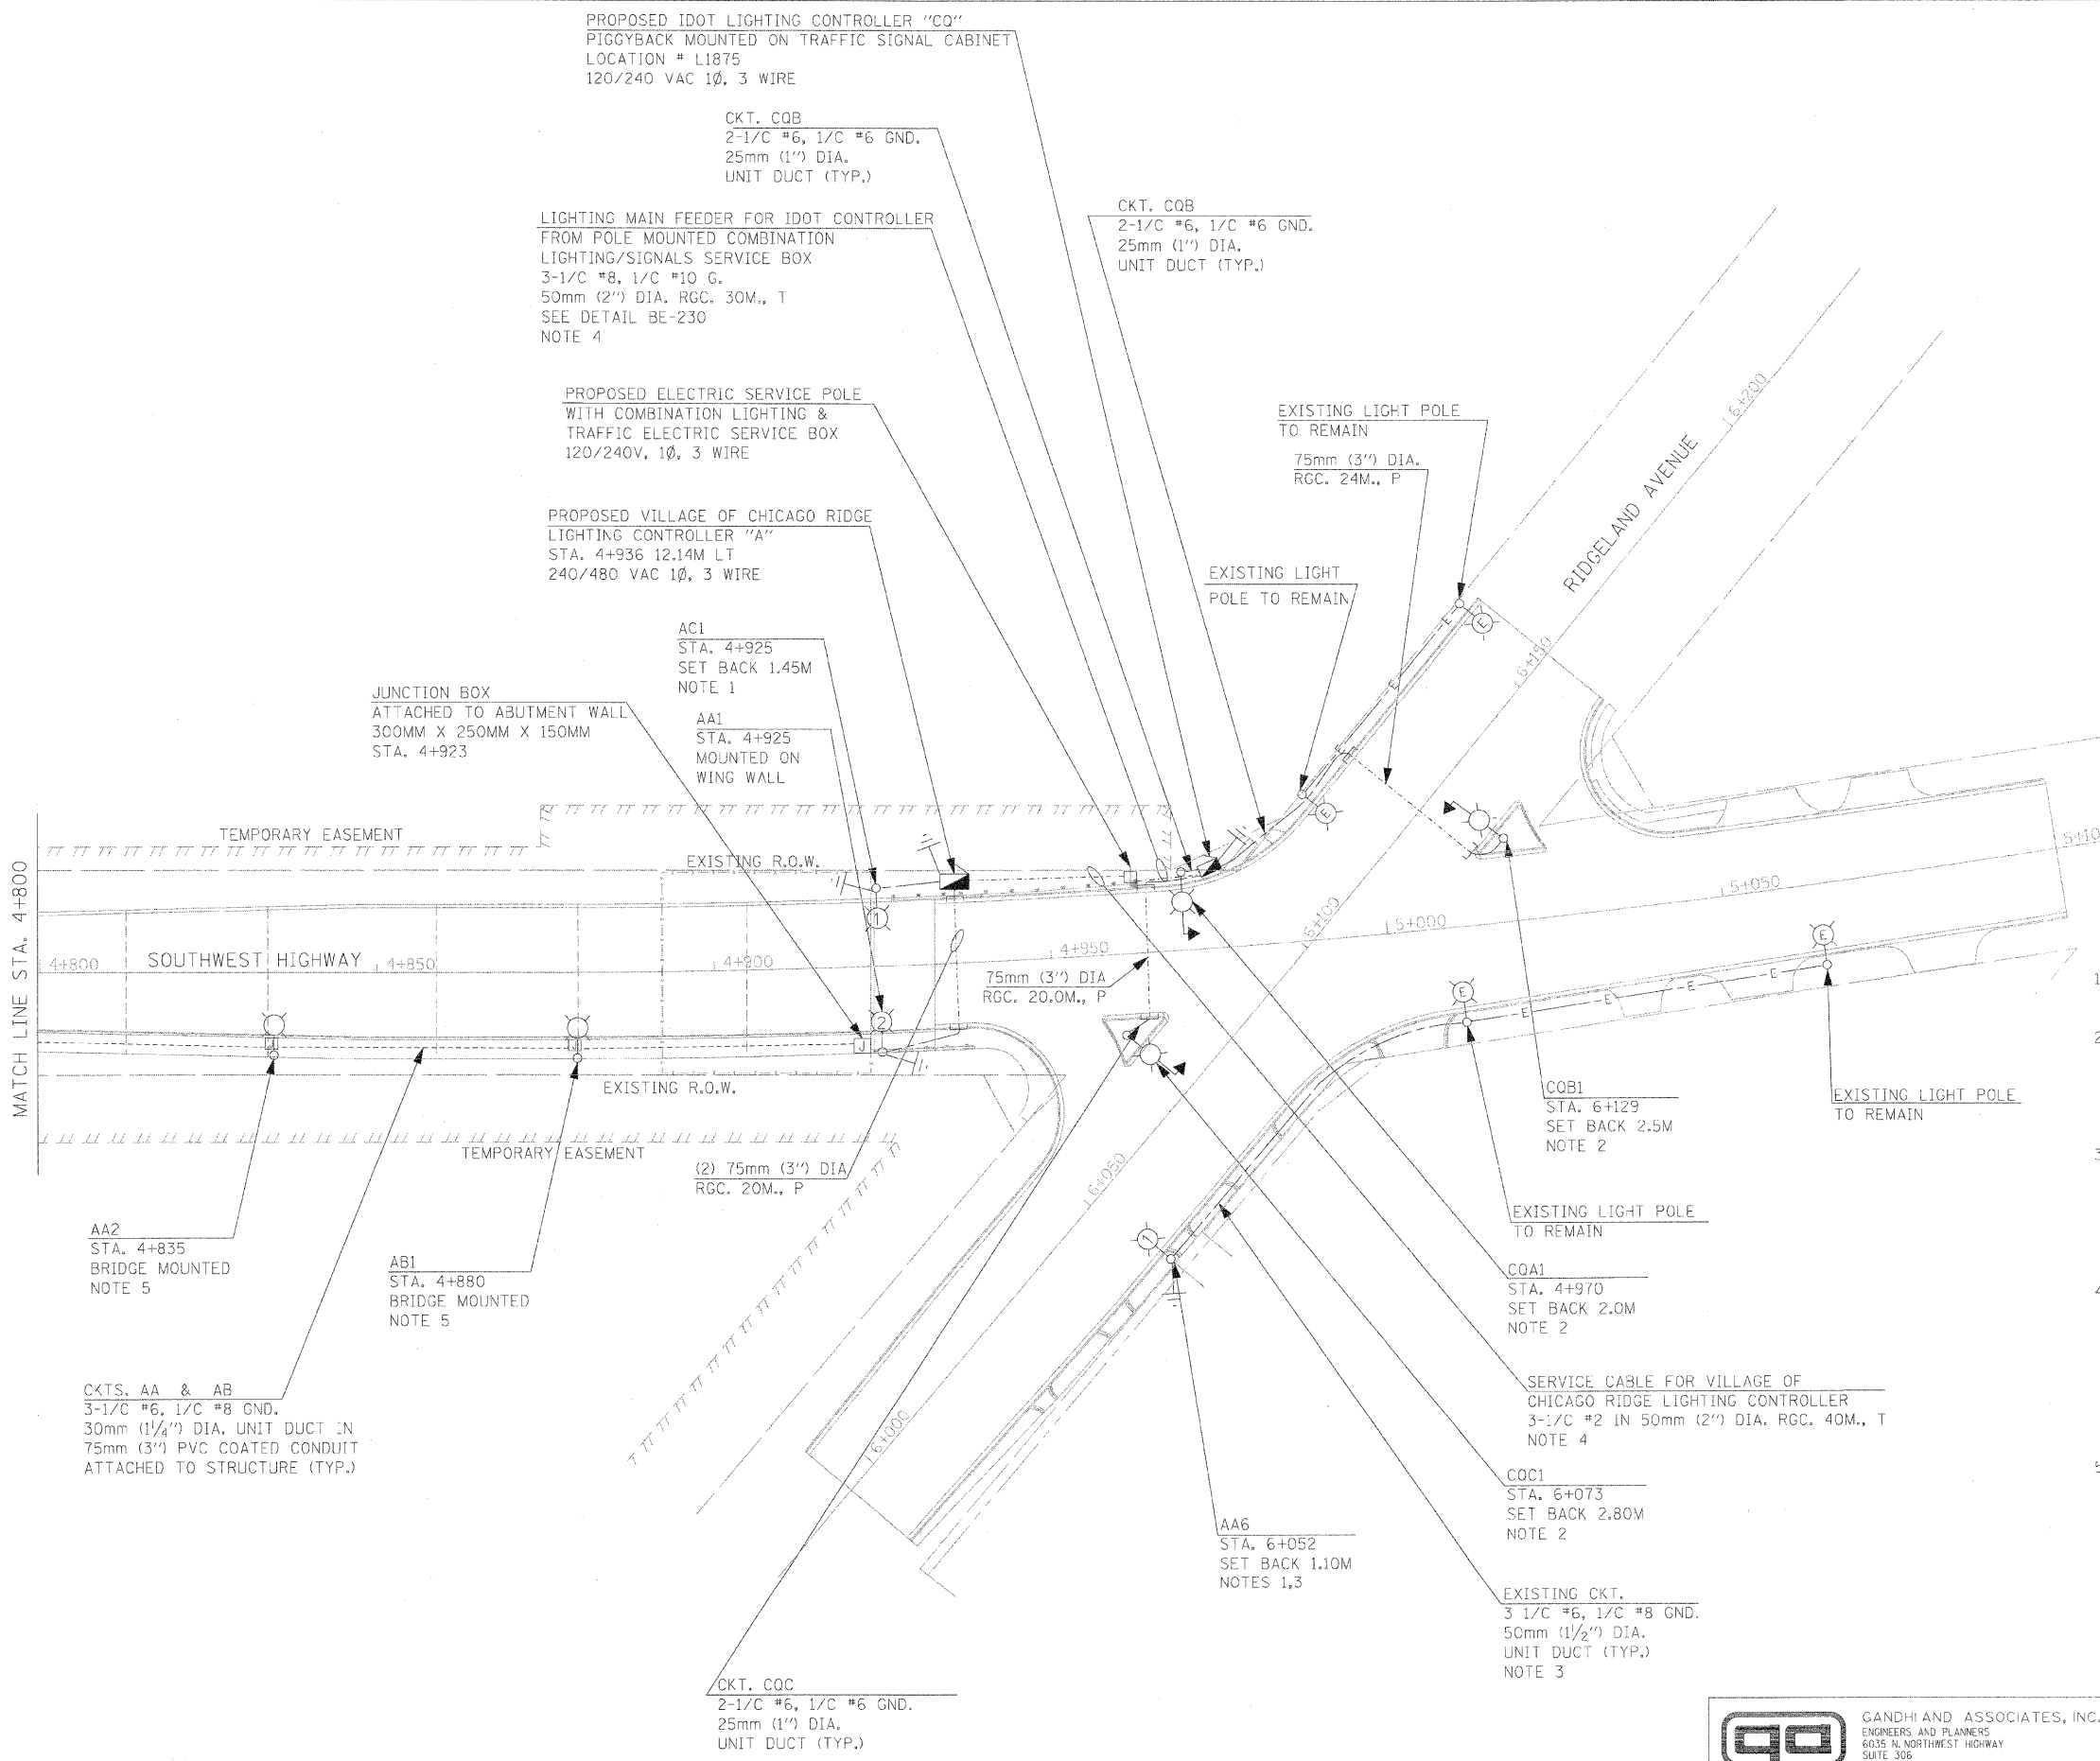 PROPOSED IDOT LIGHTING CONTROLLER "CQ"
PIGGYBACK MOUNTED ON TRAFFIC SIGNAL CABINET
LOCATION # L1875
120/240 VAC 1Ø, 3 WIRE
CKT. CQB
2-1/C #6, 1/C #6 GND.
25mm (1") DIA.
UNIT DUCT (TYP.)
LIGHTING MAIN FEEDER FOR IDOT CONTROLLER
FROM POLE MOUNTED COMBINATION
LIGHTING/SIGNALS SERVICE BOX
3-1/C #8, 1/C #10 G.
50mm (2") DIA. RGC. 30M., T
SEE DETAIL BE-230
NOTE 4
CKT. CQB
2-1/C #6, 1/C #6 GND.
25mm (1") DIA.
UNIT DUCT (TYP.)
PROPOSED ELECTRIC SERVICE POLE
WITH COMBINATION LIGHTING &
TRAFFIC ELECTRIC SERVICE BOX
120/240V, 1Ø, 3 WIRE
EXISTING LIGHT POLE
TO REMAIN
75mm (3") DIA.
RGC. 24M., P
6+200
RIDGELAND AVENUE
PROPOSED VILLAGE OF CHICAGO RIDGE
LIGHTING CONTROLLER "A"
STA. 4+936 12.14M LT
240/480 VAC 1Ø, 3 WIRE
EXISTING LIGHT
POLE TO REMAIN
AC1
STA. 4+925
SET BACK 1.45M
NOTE 1
E
E
E
6+150
JUNCTION BOX
ATTACHED TO ABUTMENT WALL
300MM X 250MM X 150MM
STA. 4+923
AA1
STA. 4+925
MOUNTED ON
WING WALL
E
E
TEMPORARY EASEMENT
EXISTING R.O.W.
5+10
5+050
6+100
5+000
1
MATCH LINE STA. 4+800
4+800
SOUTHWEST HIGHWAY
4+850
4+900
4+950
75mm (3") DIA
RGC. 20.0M., P
E
E
E
E
E
1
2
J
J
J
2
EXISTING R.O.W.
CQB1
STA. 6+129
SET BACK 2.5M
NOTE 2
EXISTING LIGHT POLE
TO REMAIN
TEMPORARY EASEMENT
(2) 75mm (3") DIA
RGC. 20M., P
6+050
3
AA2
STA. 4+835
BRIDGE MOUNTED
NOTE 5
AB1
STA. 4+880
BRIDGE MOUNTED
NOTE 5
1
EXISTING LIGHT POLE
TO REMAIN
CQA1
STA. 4+970
SET BACK 2.0M
NOTE 2
4
CKTS. AA & AB
3-1/C #6, 1/C #8 GND.
30mm (1 1/4") DIA. UNIT DUCT IN
75mm (3") PVC COATED CONDUIT
ATTACHED TO STRUCTURE (TYP.)
6+000
SERVICE CABLE FOR VILLAGE OF
CHICAGO RIDGE LIGHTING CONTROLLER
3-1/C #2 IN 50mm (2") DIA. RGC. 40M., T
NOTE 4
5
CQC1
STA. 6+073
SET BACK 2.80M
NOTE 2
AA6
STA. 6+052
SET BACK 1.10M
NOTES 1,3
EXISTING CKT.
3 1/C #6, 1/C #8 GND.
50mm (1 1/2") DIA.
UNIT DUCT (TYP.)
NOTE 3
CKT. CQC
2-1/C #6, 1/C #6 GND.
25mm (1") DIA.
UNIT DUCT (TYP.)
ga
GANDHI AND ASSOCIATES, INC.
ENGINEERS AND PLANNERS
6035 N. NORTHWEST HIGHWAY
SUITE 306